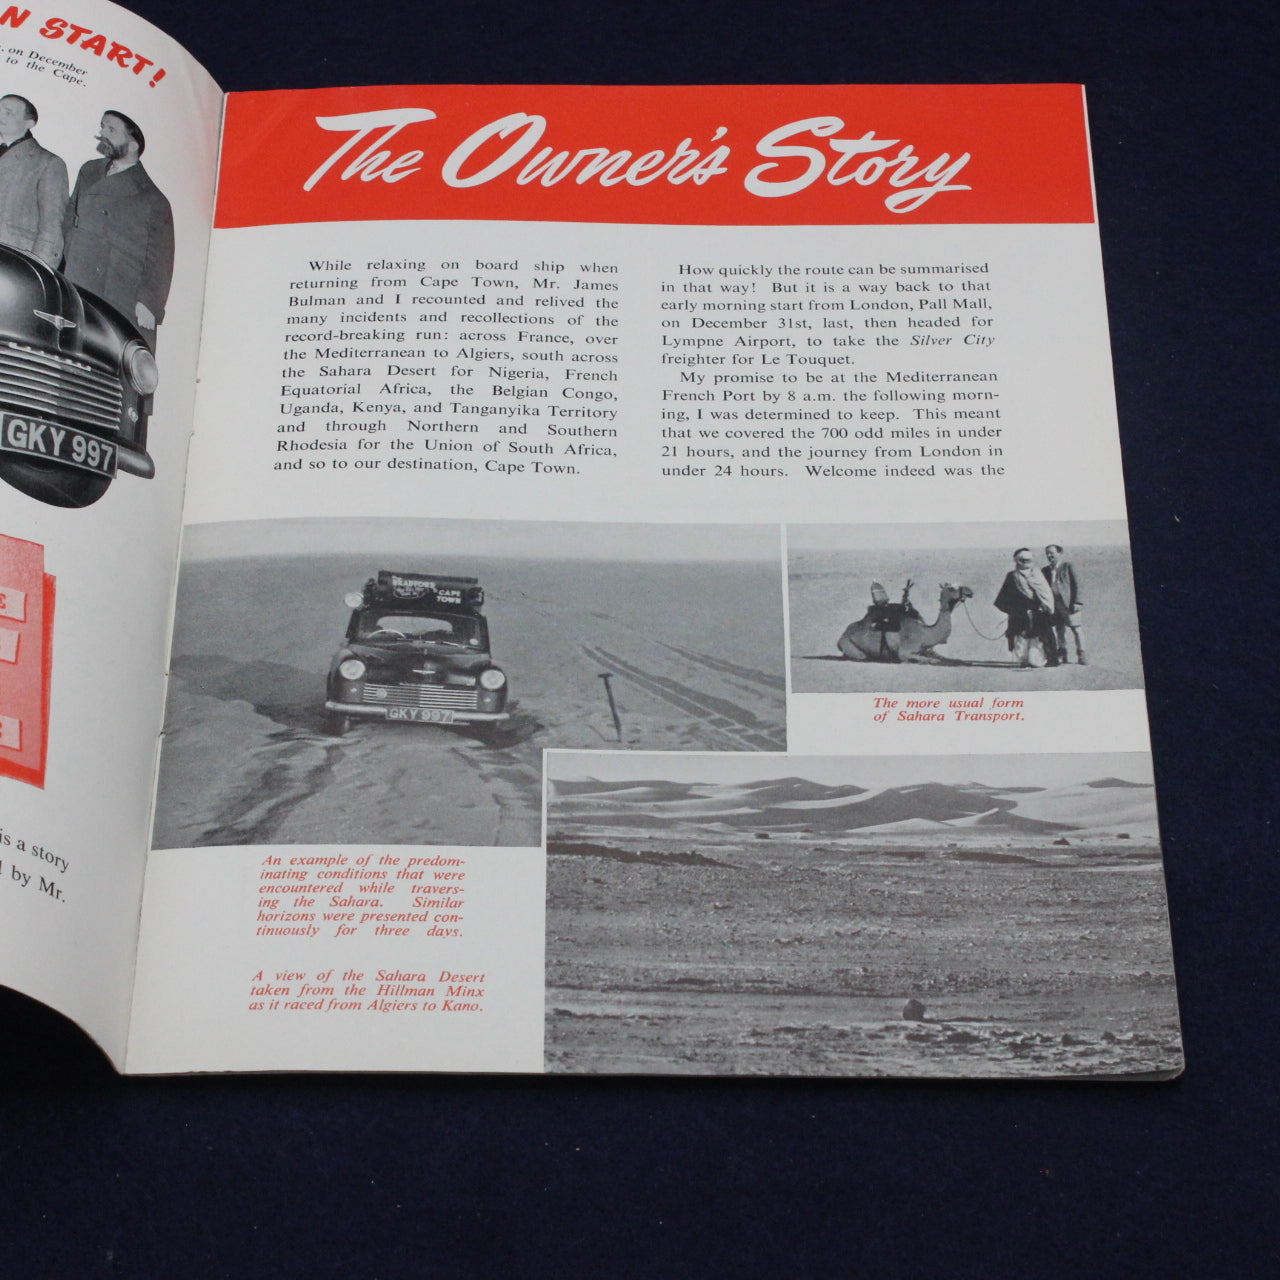 N START!
. on December
to the Cape.
GKY 997
E
is a story
by Mr.
The Owner's Story
While relaxing on board ship when
returning from Cape Town, Mr. James
Bulman and I recounted and relived the
many incidents and recollections of the
record-breaking run: across France, over
the Mediterranean to Algiers, south across
the Sahara Desert for Nigeria, French
Equatorial Africa, the Belgian Congo,
Uganda, Kenya, and Tanganyika Territory
and through Northern and Southern
Rhodesia for the Union of South Africa,
and so to our destination, Cape Town.
How quickly the route can be summarised
in that way! But it is a way back to that
early morning start from London, Pall Mall,
on December 31st, last, then headed for
Lympne Airport, to take the Silver City
freighter for Le Touquet.
My promise to be at the Mediterranean
French Port by 8 a.m. the following morn-
ing, I was determined to keep. This meant
that we covered the 700 odd miles in under
21 hours, and the journey from London in
under 24 hours. Welcome indeed was the
BRADFORD
CAPE
TOWN
GKY 997
The more usual form
of Sahara Transport.
An example of the predom-
inating conditions that were
encountered while travers-
ing the Sahara. Similar
horizons were presented con-
tinuously for three days.
A view of the Sahara Desert
taken from the Hillman Minx
as it raced from Algiers to Kano.